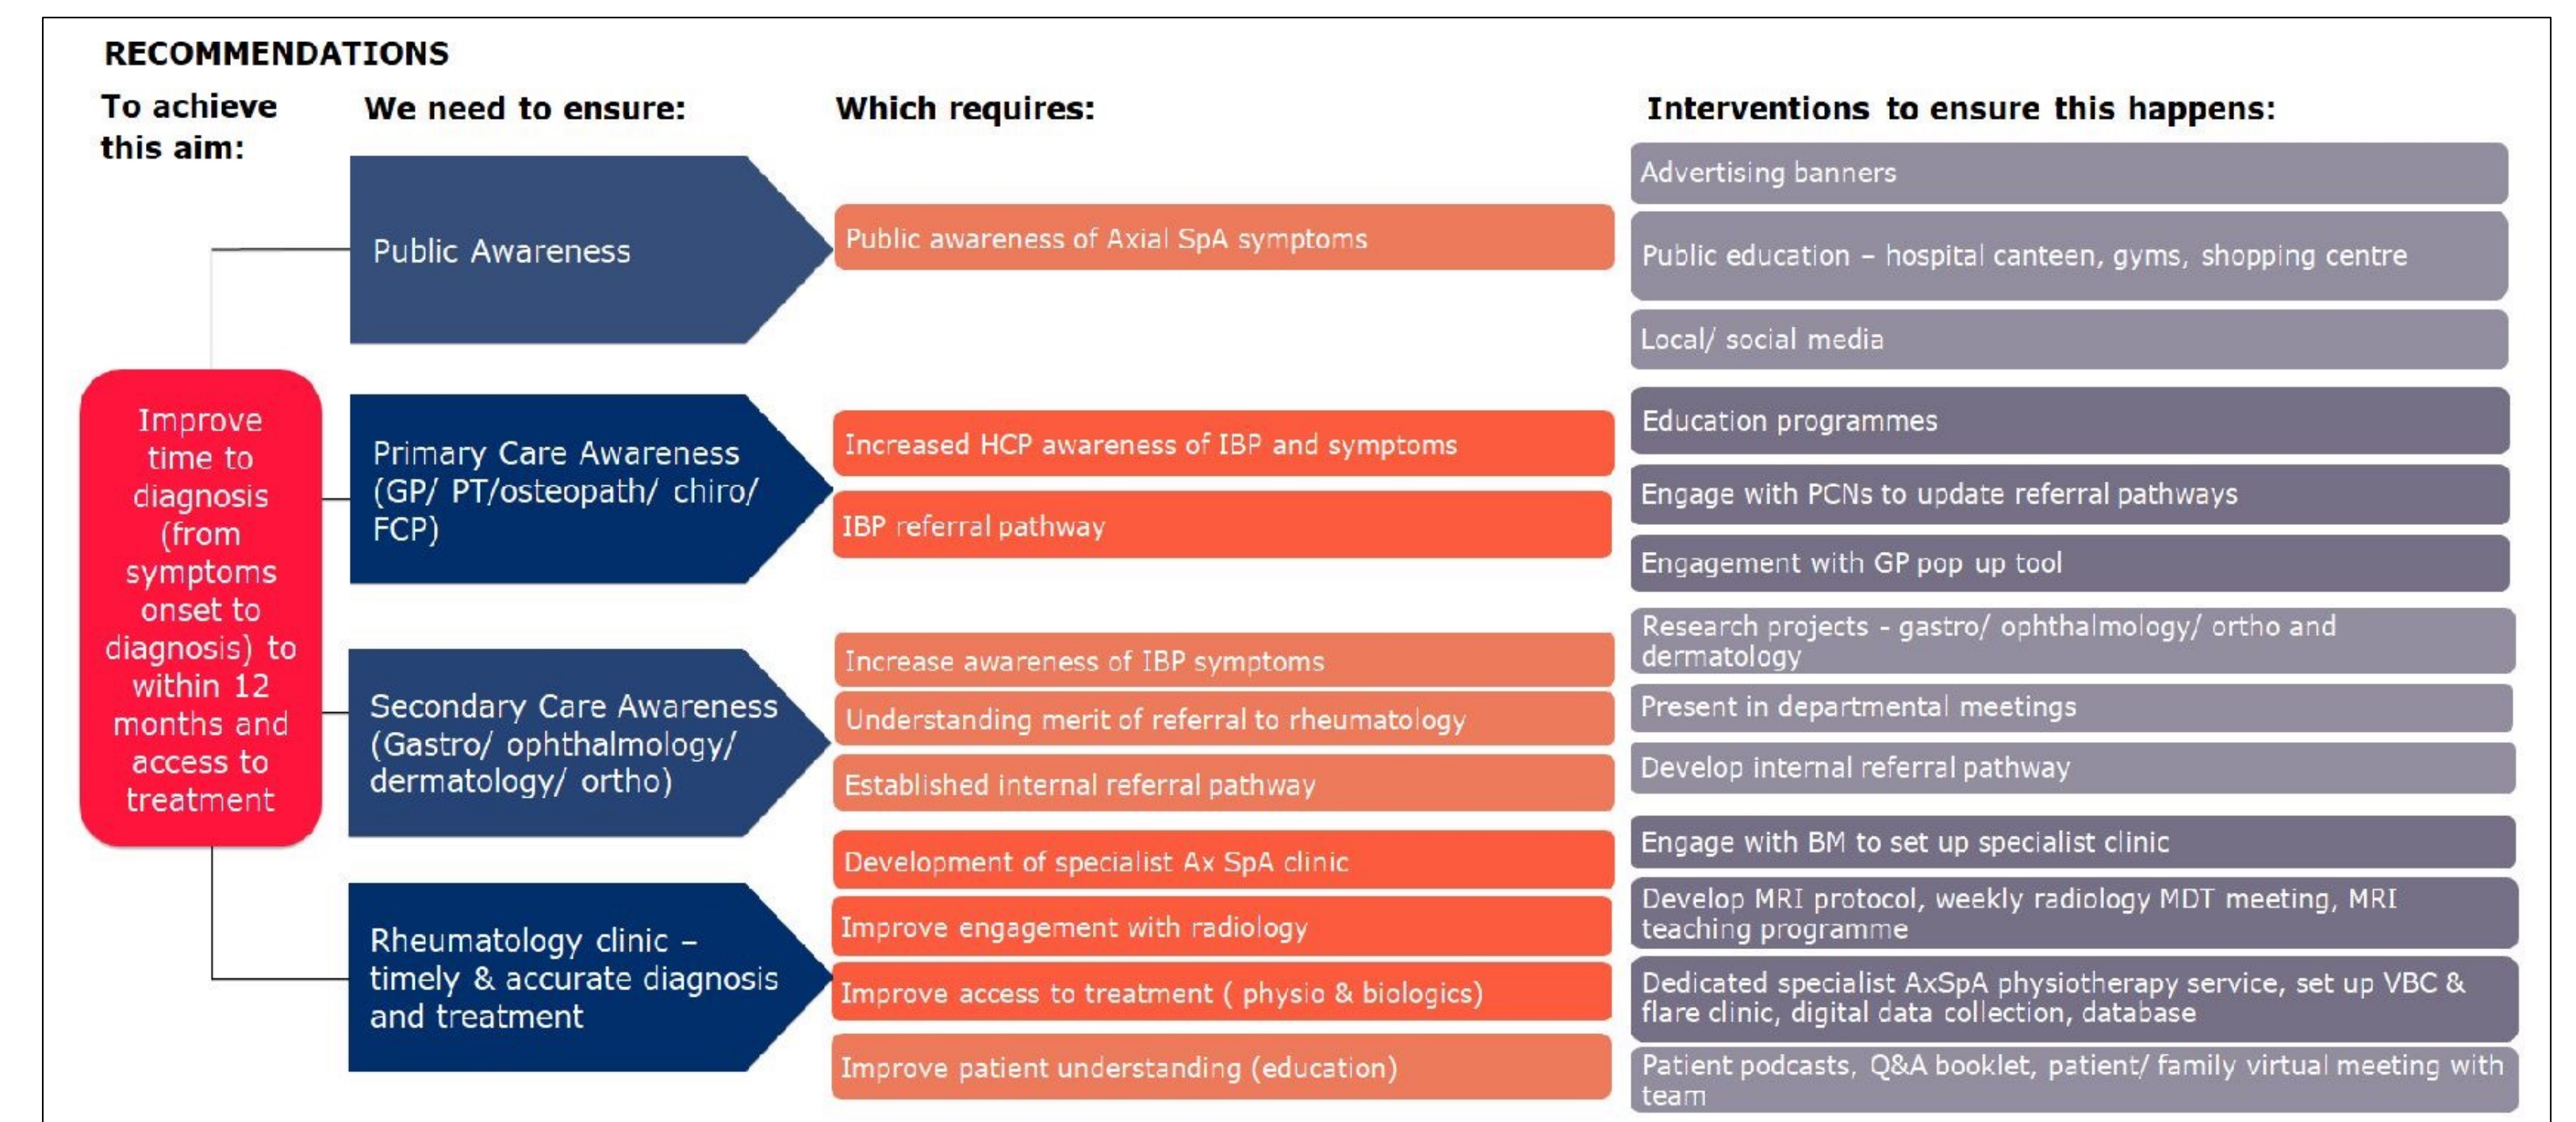 RECOMMENDATIONS
To achieve
this aim:
We need to ensure:
Which requires:
Interventions to ensure this happens:
Improve
time to
diagnosis
(from
symptoms
onset to
diagnosis) to
within 12
months and
access to
treatment
Public Awareness
Public awareness of Axial SpA symptoms
Advertising banners
Public education – hospital canteen, gyms, shopping centre
Local/ social media
Primary Care Awareness
(GP/ PT/osteopath/ chiro/
FCP)
Increased HCP awareness of IBP and symptoms
IBP referral pathway
Education programmes
Engage with PCNs to update referral pathways
Engagement with GP pop up tool
Secondary Care Awareness
(Gastro/ ophthalmology/
dermatology/ ortho)
Increase awareness of IBP symptoms
Understanding merit of referral to rheumatology
Established internal referral pathway
Research projects - gastro/ ophthalmology/ ortho and
dermatology
Present in departmental meetings
Develop internal referral pathway
Rheumatology clinic –
timely & accurate diagnosis
and treatment
Development of specialist Ax SpA clinic
Improve engagement with radiology
Improve access to treatment ( physio & biologics)
Improve patient understanding (education)
Engage with BM to set up specialist clinic
Develop MRI protocol, weekly radiology MDT meeting, MRI
teaching programme
Dedicated specialist AxSpA physiotherapy service, set up VBC &
flare clinic, digital data collection, database
Patient podcasts, Q&A booklet, patient/ family virtual meeting with
team